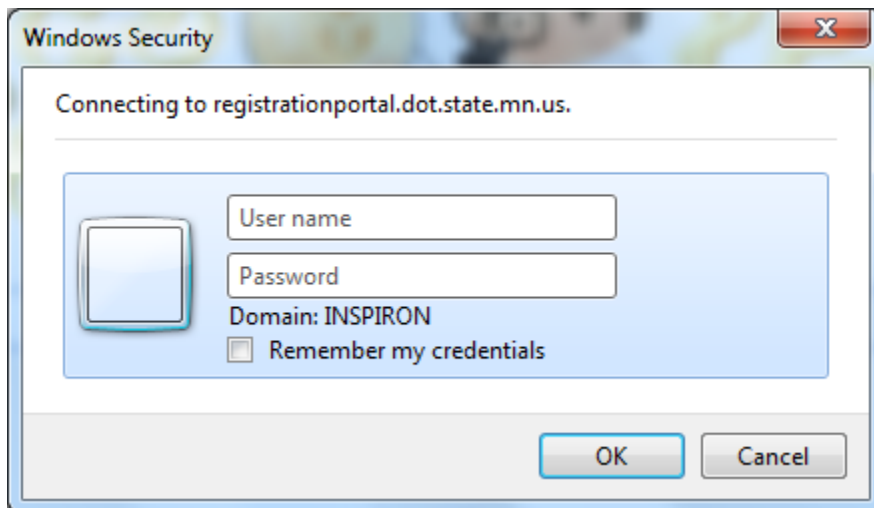 Windows Security
Connecting to registrationportal.dot.state.mn.us.
User name
Password
Domain: INSPIRON
Remember my credentials
OK
Cancel